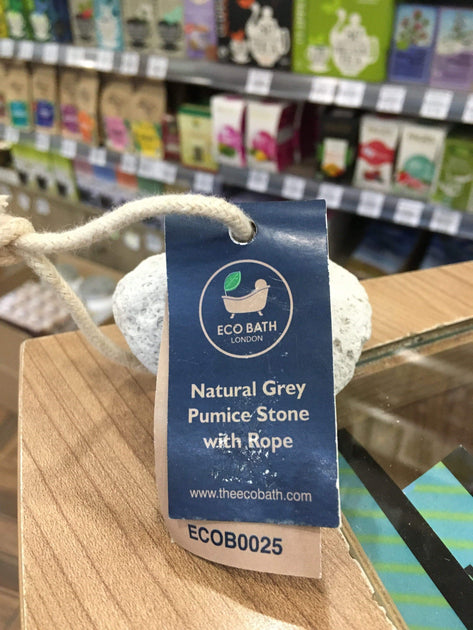 ECO BATH
LONDON
Natural Grey
Pumice Stone
with Rope
www.theecobath.com
ECOB0025